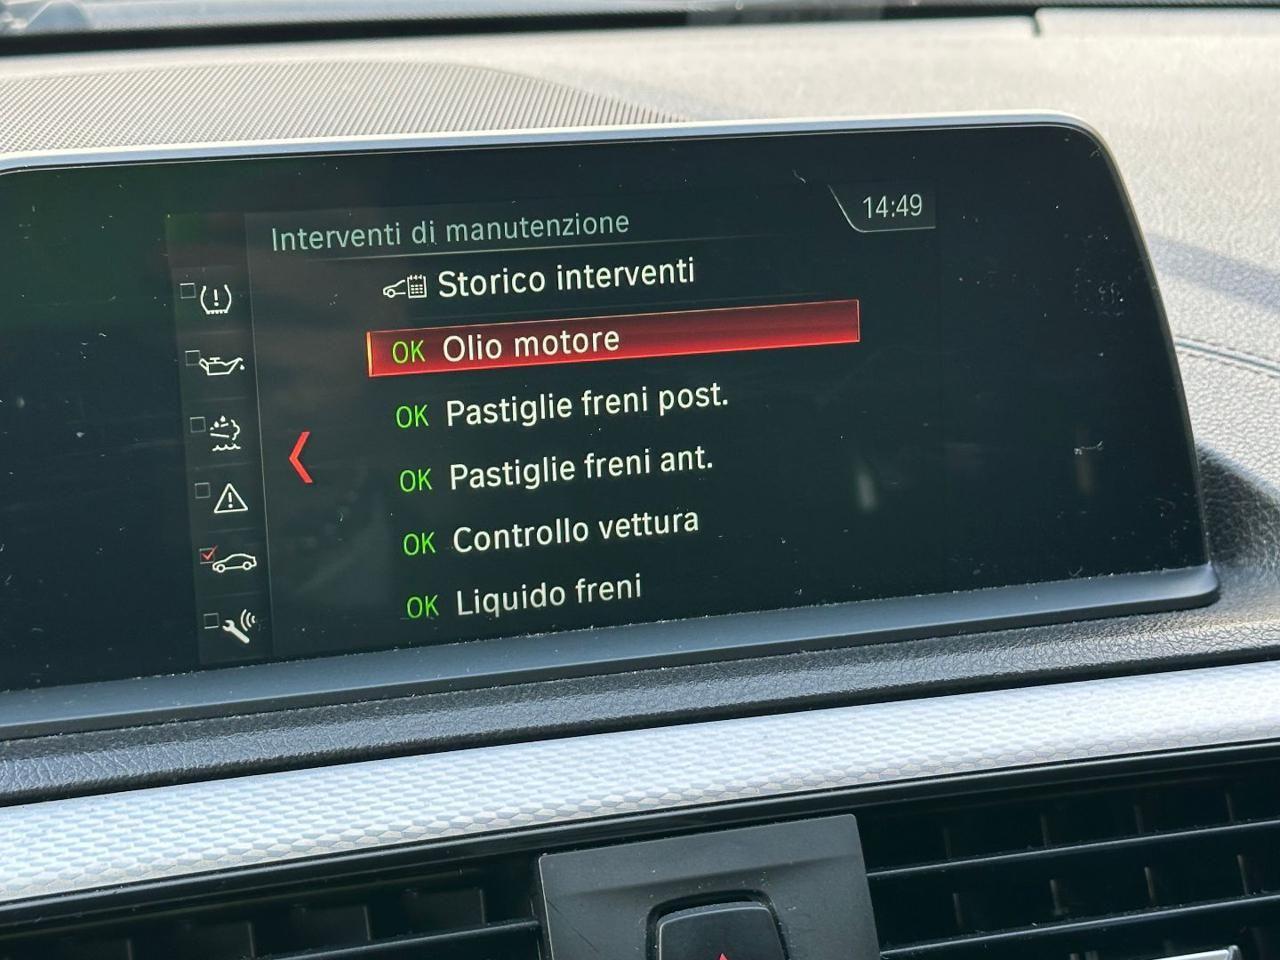 Interventi di manutenzione
14:49
Storico interventi
OK Olio motore
OK Pastiglie freni post.
OK Pastiglie freni ant.
OK Controllo vettura
OK Liquido freni